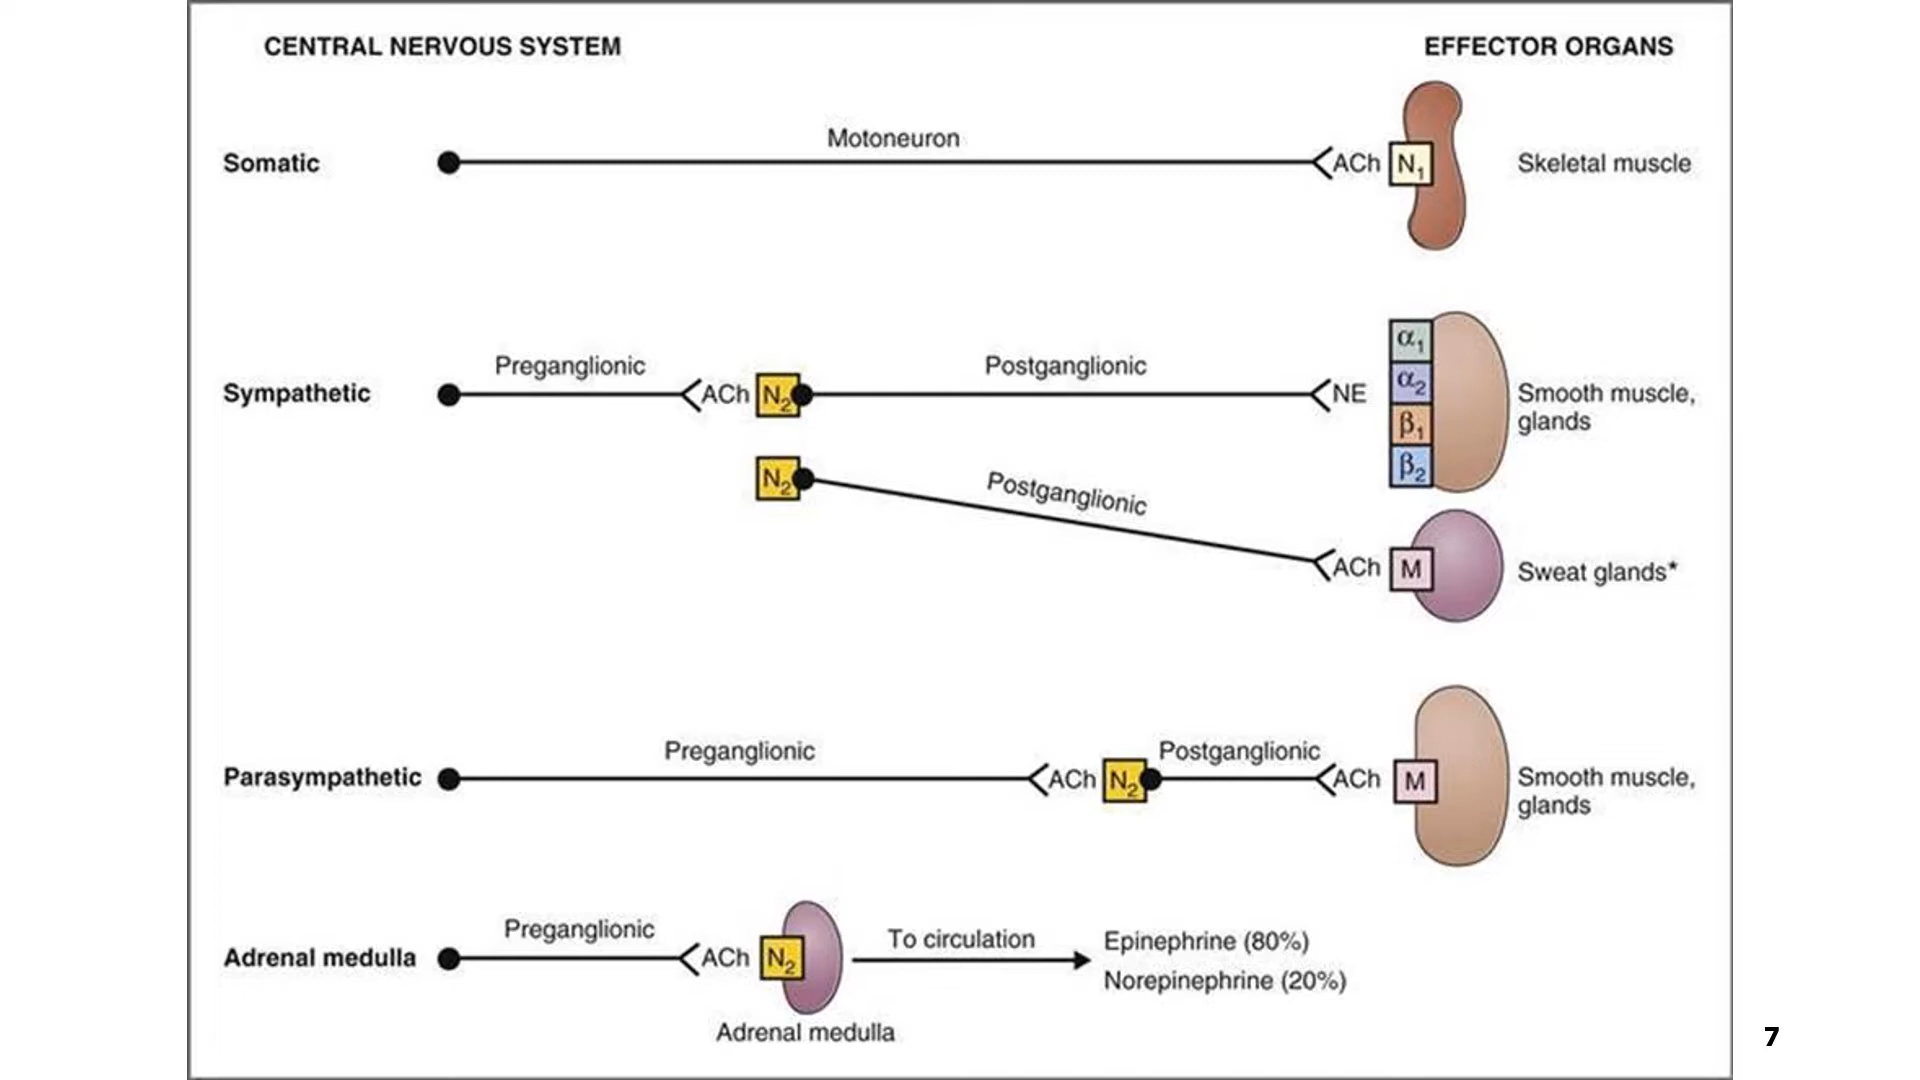 CENTRAL NERVOUS SYSTEM
EFFECTOR ORGANS
Motoneuron
Somatic
ACh
N1
Skeletal muscle
Preganglionic
Postganglionic
Sympathetic
ACh
N2
NE
α1
α2
β1
β2
Smooth muscle,
glands
N2
Postganglionic
ACh
M
Sweat glands*
Preganglionic
Postganglionic
Parasympathetic
ACh
N2
ACh
M
Smooth muscle,
glands
Preganglionic
Adrenal medulla
ACh
N2
To circulation
Epinephrine (80%)
Norepinephrine (20%)
Adrenal medulla
7